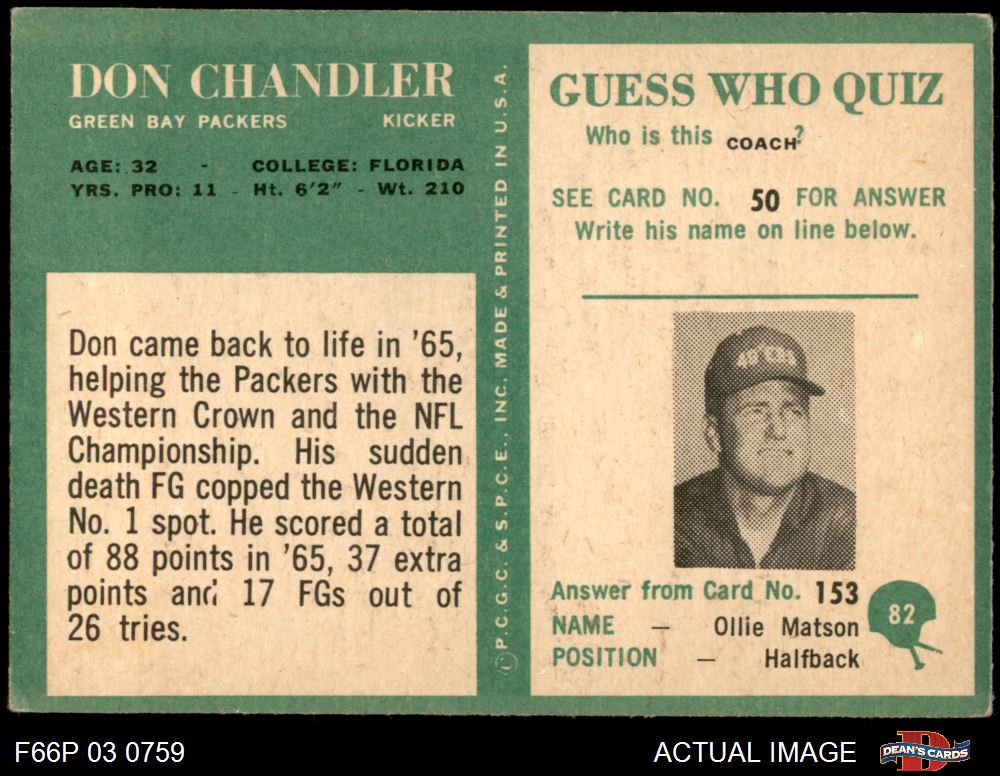 DON CHANDLER
GREEN BAY PACKERS KICKER
AGE: 32 - COLLEGE: FLORIDA
YRS. PRO: 11 - Ht. 6'2" - Wt. 210
Don came back to life in '65,
helping the Packers with the
Western Crown and the NFL
Championship. His sudden
death FG copped the Western
No. 1 spot. He scored a total
of 88 points in '65, 37 extra
points and 17 FGs out of
26 tries.
Ⓒ P.C.G.C. & S.P.C.E., INC. MADE & PRINTED IN U.S.A.
GUESS WHO QUIZ
Who is this COACH?
SEE CARD NO. 50 FOR ANSWER
Write his name on line below.
Answer from Card No. 153
NAME — Ollie Matson
POSITION — Halfback
82
F66P 03 0759
ACTUAL IMAGE
DEAN'S CARDS